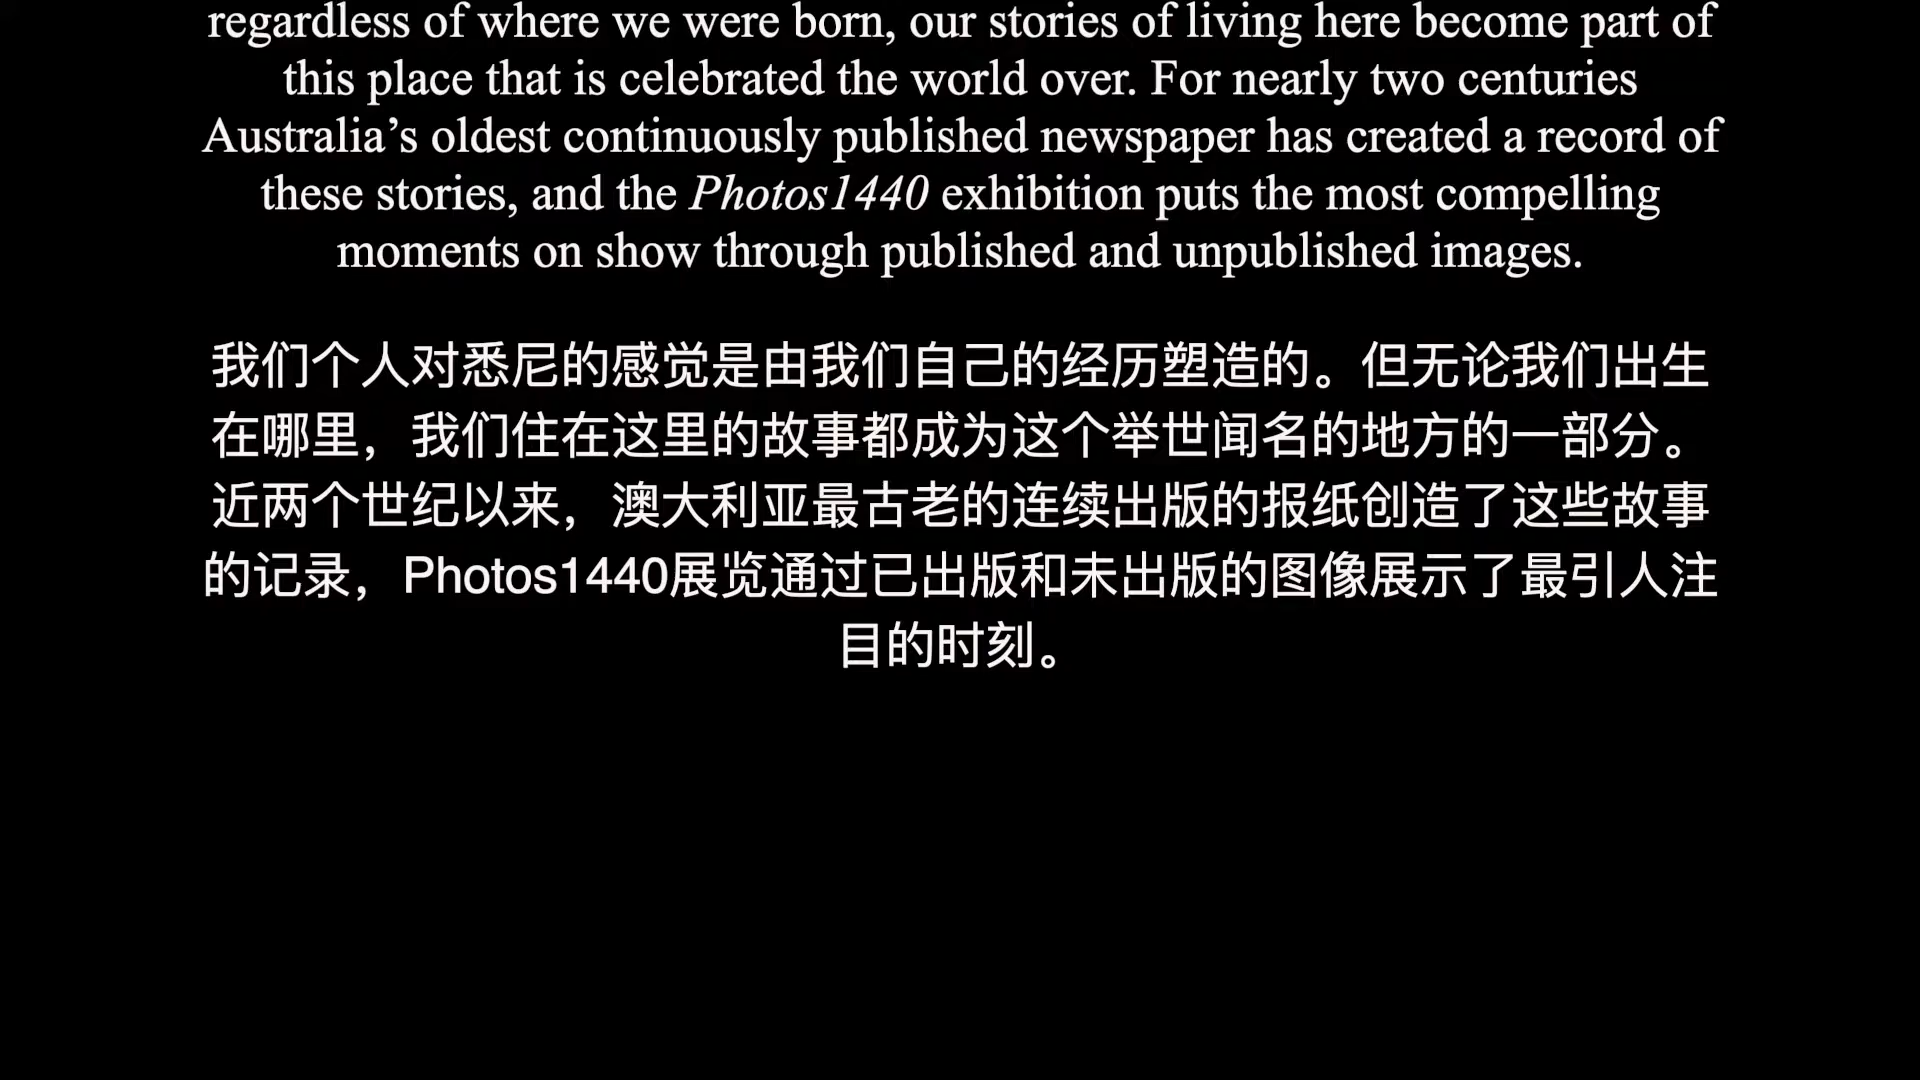 regardless of where we were born, our stories of living here become part of
this place that is celebrated the world over. For nearly two centuries
Australia’s oldest continuously published newspaper has created a record of
these stories, and the Photos1440 exhibition puts the most compelling
moments on show through published and unpublished images.
我们个人对悉尼的感觉是由我们自己的经历塑造的。但无论我们出生
在哪里，我们住在这里的故事都成为这个举世闻名的地方的一部分。
近两个世纪以来，澳大利亚最古老的连续出版的报纸创造了这些故事
的记录，Photos1440展览通过已出版和未出版的图像展示了最引人注
目的时刻。